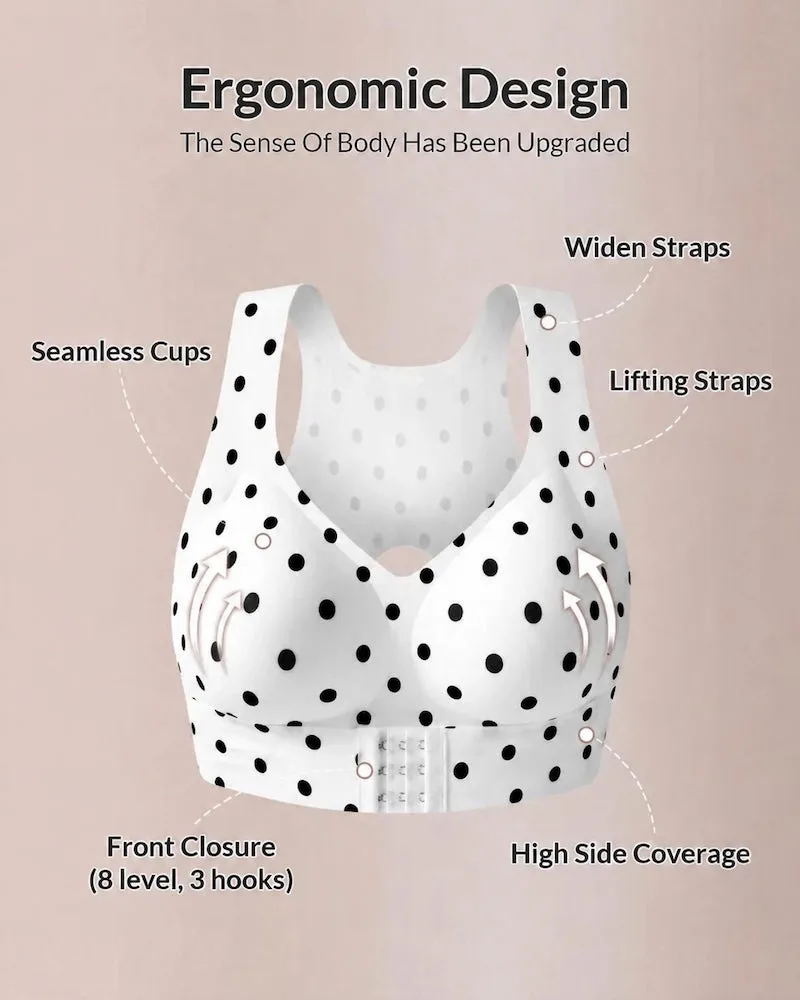 Ergonomic Design
The Sense Of Body Has Been Upgraded
Widen Straps
Seamless Cups
Lifting Straps
Front Closure
(8 level, 3 hooks)
High Side Coverage